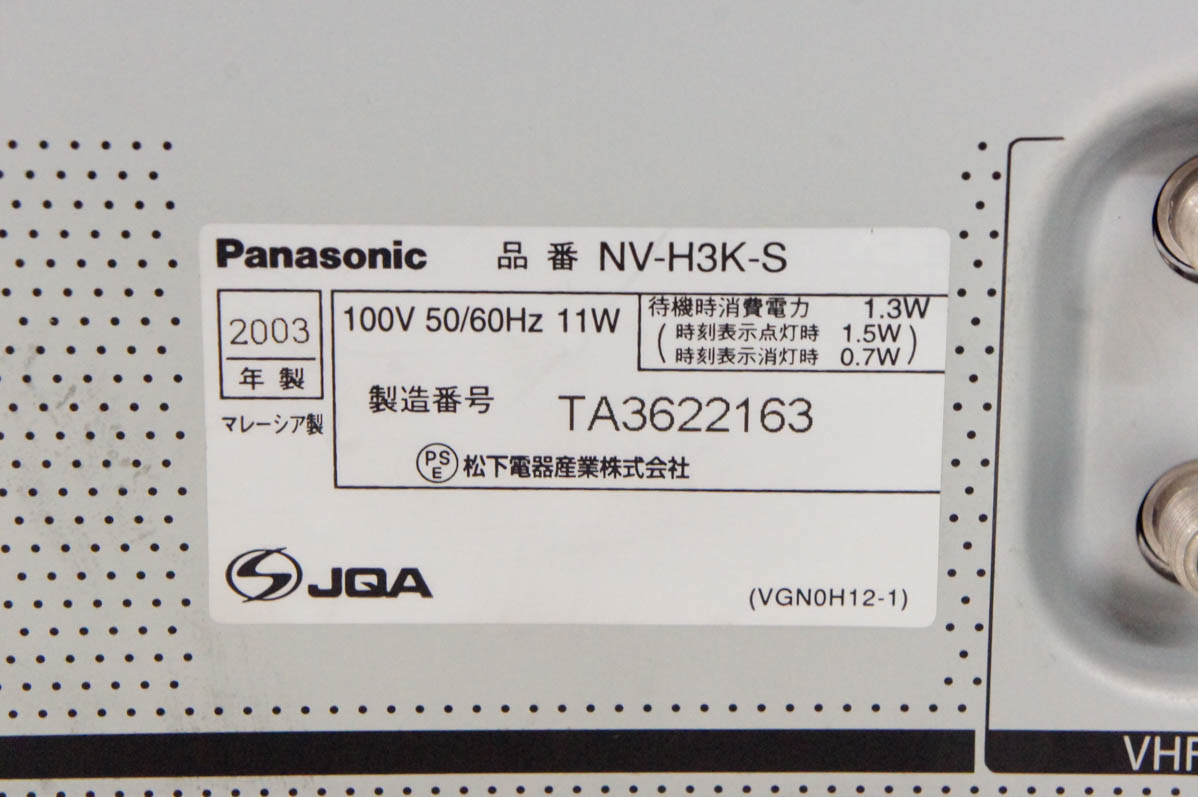 Panasonic 品番 NV-H3K-S
2003
年製
マレーシア製
100V 50/60Hz 11W
待機時消費電力 1.3W
(時刻表示点灯時 1.5W
時刻表示消灯時 0.7W)
製造番号 TA3622163
PS
E
松下電器産業株式会社
JQA
(VGN0H12-1)
VHF